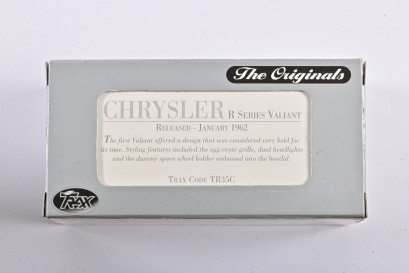 The Originals
CHRYSLER R SERIES VALIANT
RELEASED - JANUARY 1962
The first Valiant offered a design that was considered very bold for
its time. Styling features included the egg-crate grille, dual headlights
and the dummy spare wheel holder embossed into the bootlid.
TRAX CODE TR35C
TRAX